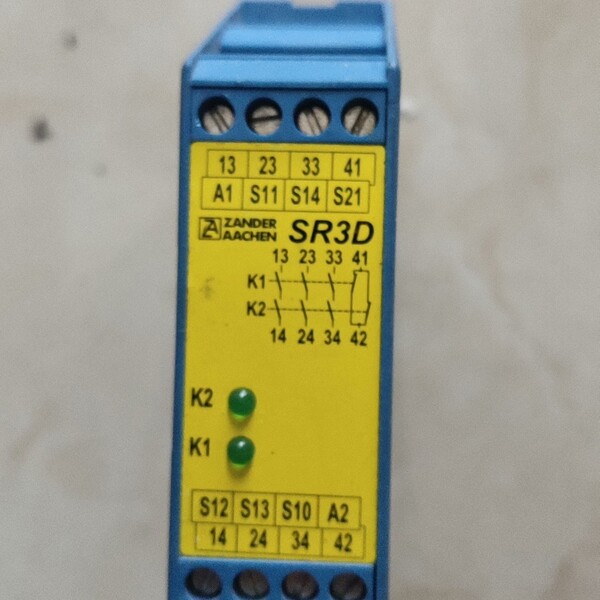 13 23 33 41
A1 S11 S14 S21
ZA ZANDER AACHEN SR3D
13 23 33 41
K1
K2
14 24 34 42
K2
K1
S12 S13 S10 A2
14 24 34 42